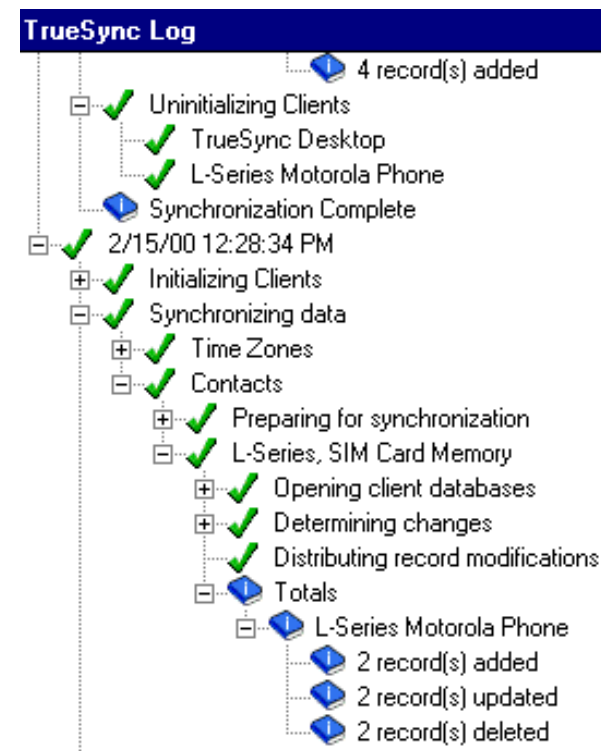 TrueSync Log
4 record(s) added
Uninitializing Clients
TrueSync Desktop
L-Series Motorola Phone
Synchronization Complete
2/15/00 12:28:34 PM
Initializing Clients
Synchronizing data
Time Zones
Contacts
Preparing for synchronization
L-Series, SIM Card Memory
Opening client databases
Determining changes
Distributing record modifications
Totals
L-Series Motorola Phone
2 record(s) added
2 record(s) updated
2 record(s) deleted